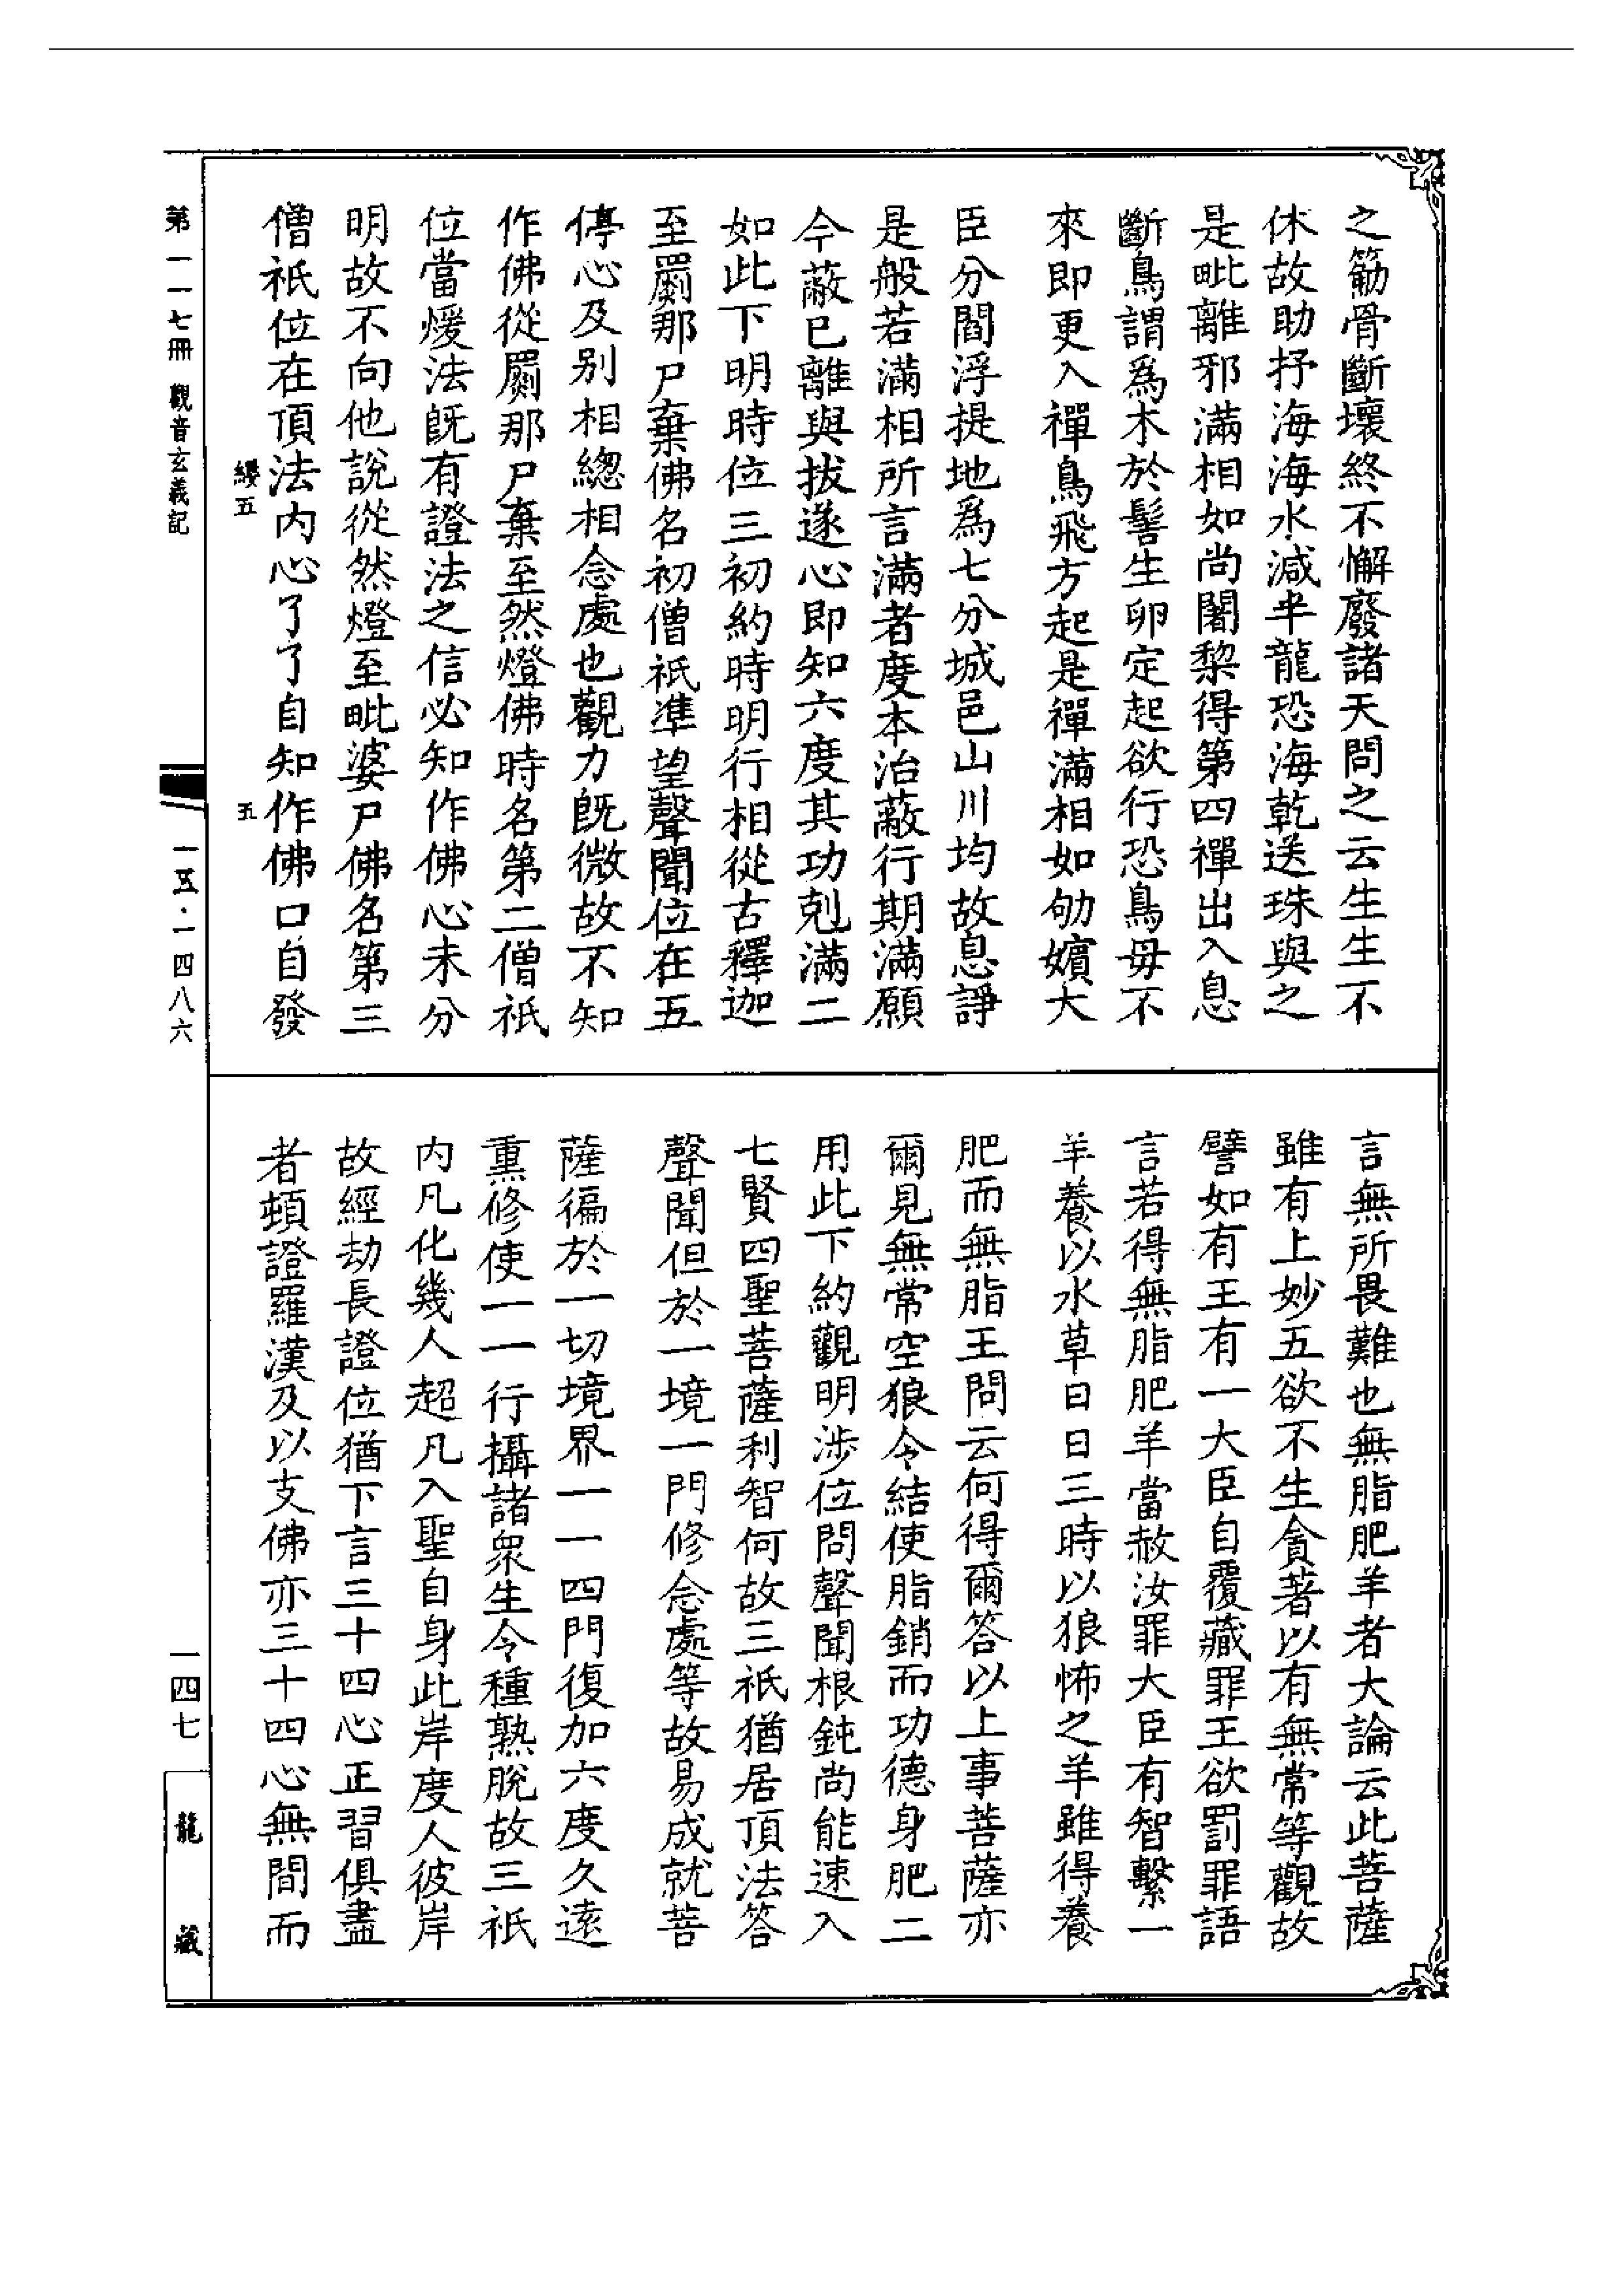 之筋骨斷壞終不懈廢諸天問之云生生不
休故助抒海海水減半龍恐海乾送珠與之
是毗離邪滿相如尚闍黎得第四禪出入息
斷鳥謂爲木於髻生卵定起欲行恐鳥母不
來即更入禪鳥飛方起是禪滿相如劬嬪大
臣分閻浮提地爲七分城邑山川均故息諍
是般若滿相所言滿者度本治蔽行期滿願
今蔽已離與拔遂心即知六度其功剋滿二
如此下明時位三初約時明行相從古釋迦
至罽那尸棄佛名初僧祇準望聲聞位在五
停心及別相總相念處也觀力既微故不知
作佛從罽那尸棄至然燈佛時名第二僧祇
位當煖法既有證法之信必知作佛心未分
明故不向他說從然燈至毗婆尸佛名第三
僧祇位在頂法內心了了自知作佛口自發
言無所畏難也無脂肥羊者大論云此菩薩
雖有上妙五欲不生貪著以有無常等觀故
譬如有王有一大臣自覆藏罪王欲罰罪語
言若得無脂肥羊當赦汝罪大臣有智繫一
羊養以水草日日三時以狼怖之羊雖得養
肥而無脂王問云何得爾答以上事菩薩亦
爾見無常空狼令結使脂銷而功德身肥二
用此下約觀明涉位問聲聞根鈍尚能速入
七賢四聖菩薩利智何故三祇猶居頂法答
聲聞但於一境一門修念處等故易成就菩
薩徧於一切境界一一四門復加六度久遠
熏修使一一行攝諸眾生令種熟脫故三祇
內凡化幾人超凡入聖自身此岸度人彼岸
故經劫長證位猶下言三十四心正習俱盡
者頓證羅漢及以支佛亦三十四心無間而
纓五
五
第一一七冊 觀音玄義記
一五·一四八六
一四七
龍藏